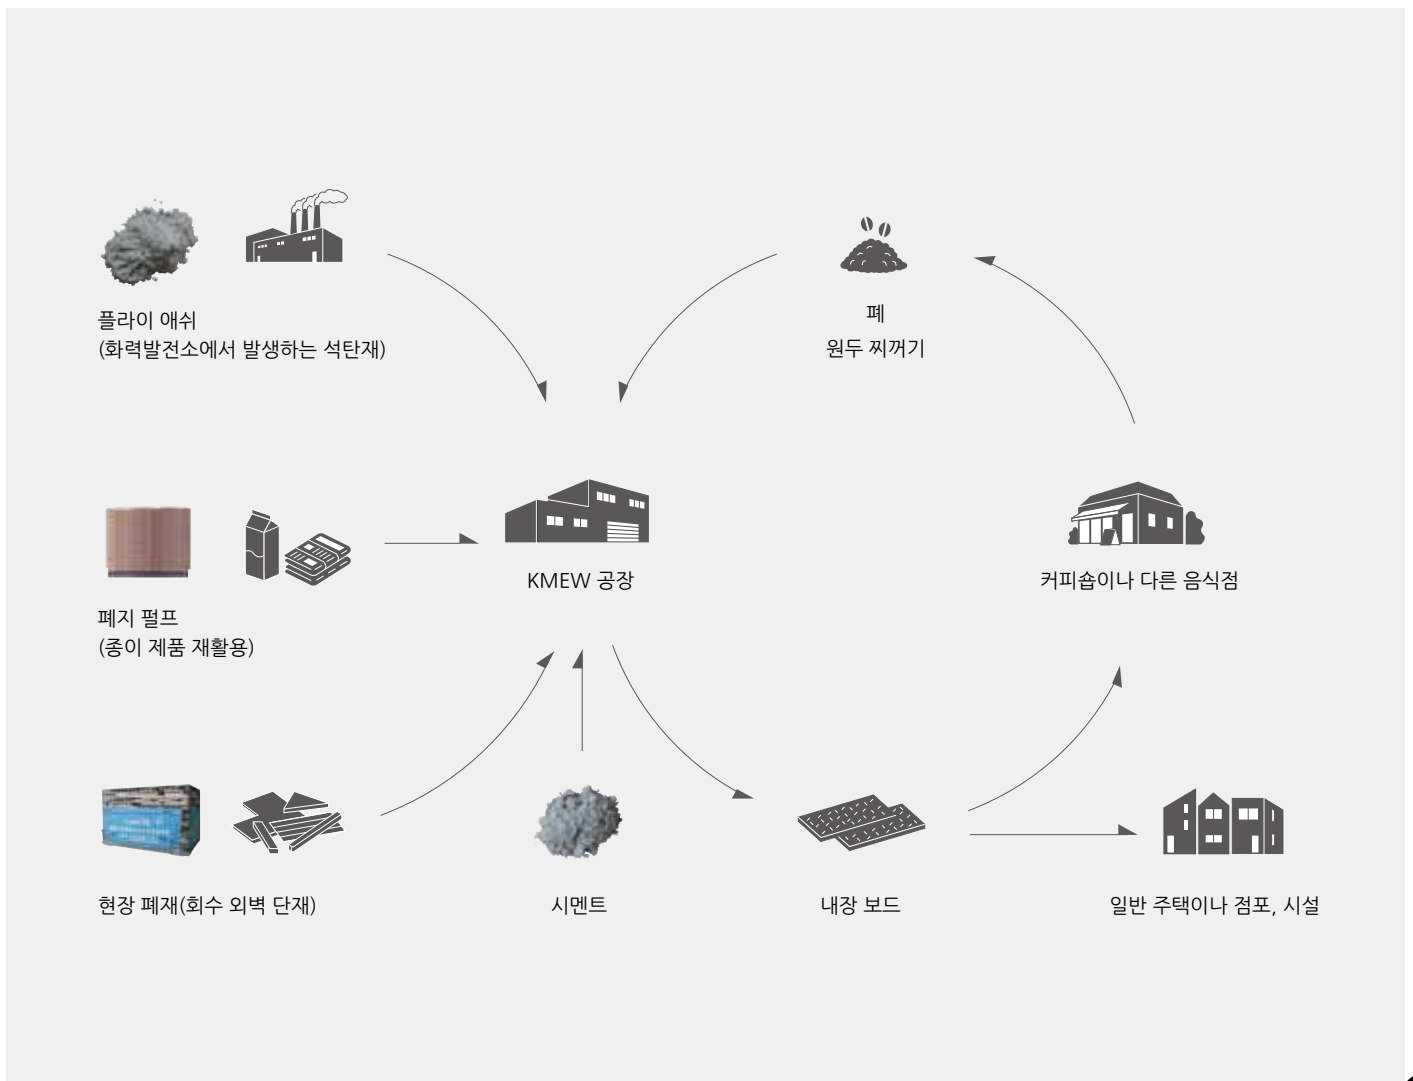 플라이 애쉬
(화력발전소에서 발생하는 석탄재)
폐
원두 찌꺼기
KMEW 공장
커피숍이나 다른 음식점
폐지 펄프
(종이 제품 재활용)
현장 폐재(회수 외벽 단재)
시멘트
내장 보드
일반 주택이나 점포, 시설